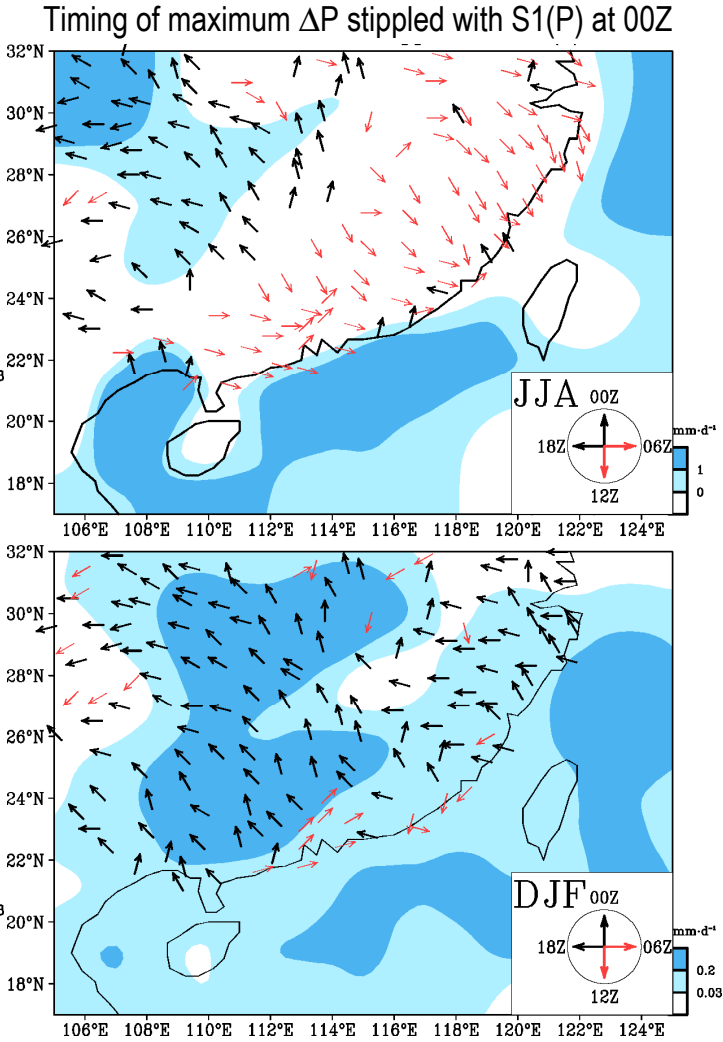 Timing of maximum ΔP stippled with S1(P) at 00Z
32°N
30°N
28°N
26°N
24°N
22°N
20°N
18°N
106°E 108°E 110°E 112°E 114°E 116°E 118°E 120°E 122°E 124°E
JJA
00Z
18Z 06Z
12Z
mm·d⁻¹
1
0
32°N
30°N
28°N
26°N
24°N
22°N
20°N
18°N
106°E 108°E 110°E 112°E 114°E 116°E 118°E 120°E 122°E 124°E
DJF
00Z
18Z 06Z
12Z
mm·d⁻¹
0.2
0.03